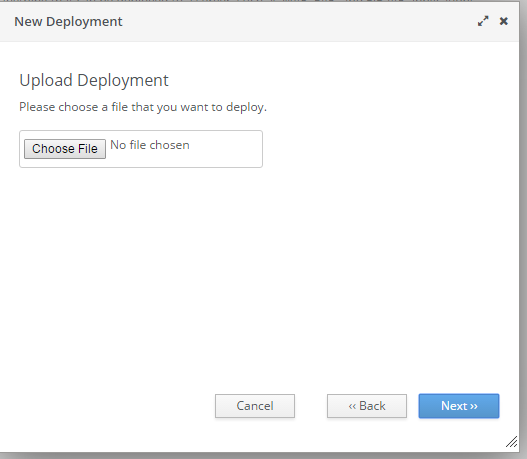 New Deployment
Upload Deployment
Please choose a file that you want to deploy.
Choose File No file chosen
Cancel ‹‹ Back Next ››